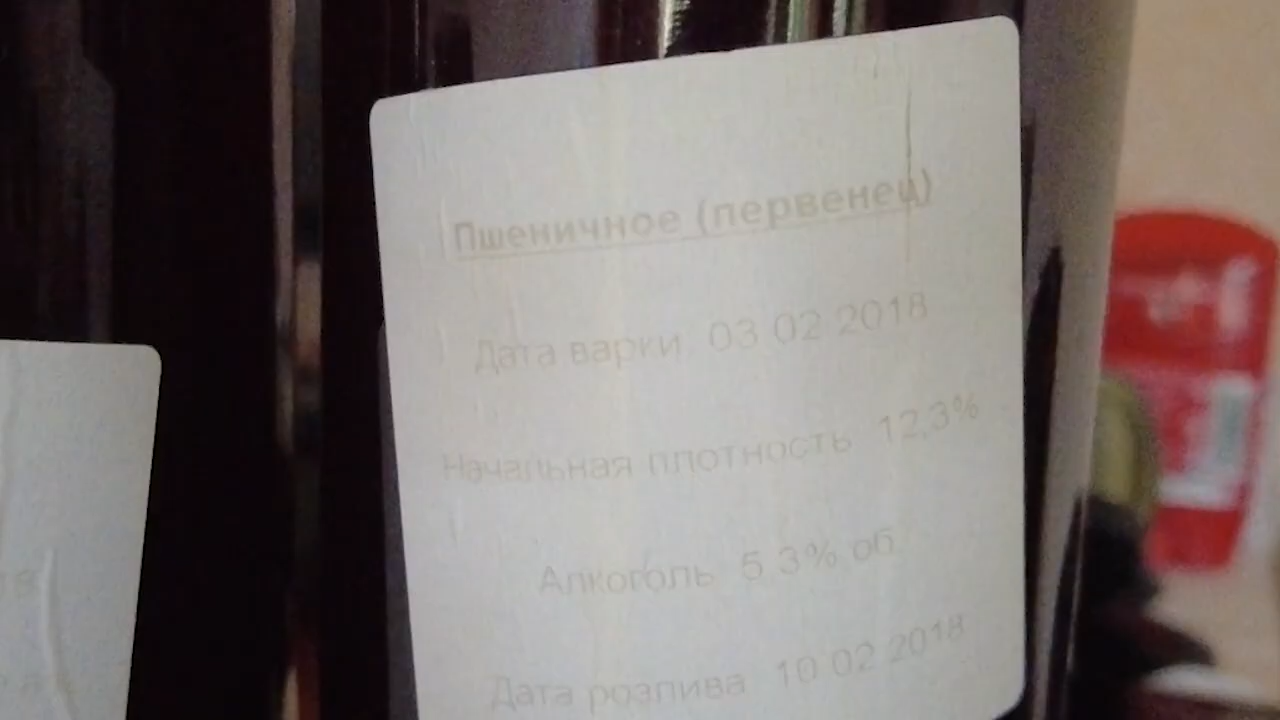 Пшеничное (первенец)
Дата варки 03 02 2018
Начальная плотность 12,3%
Алкоголь 5 3% об
Дата розлива 10 02 2018